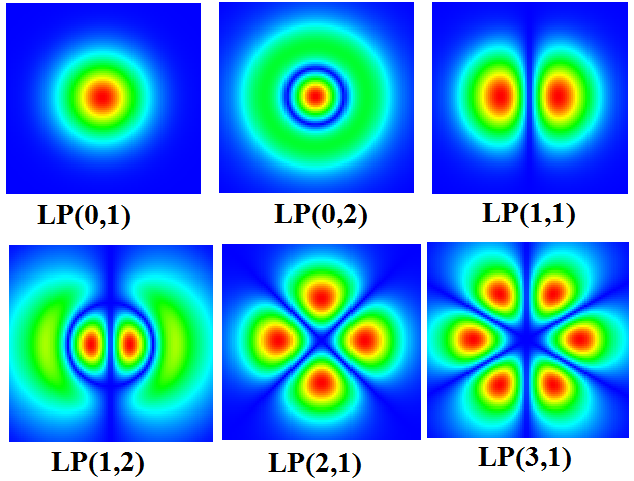 LP(0,1)
LP(0,2)
LP(1,1)
LP(1,2)
LP(2,1)
LP(3,1)